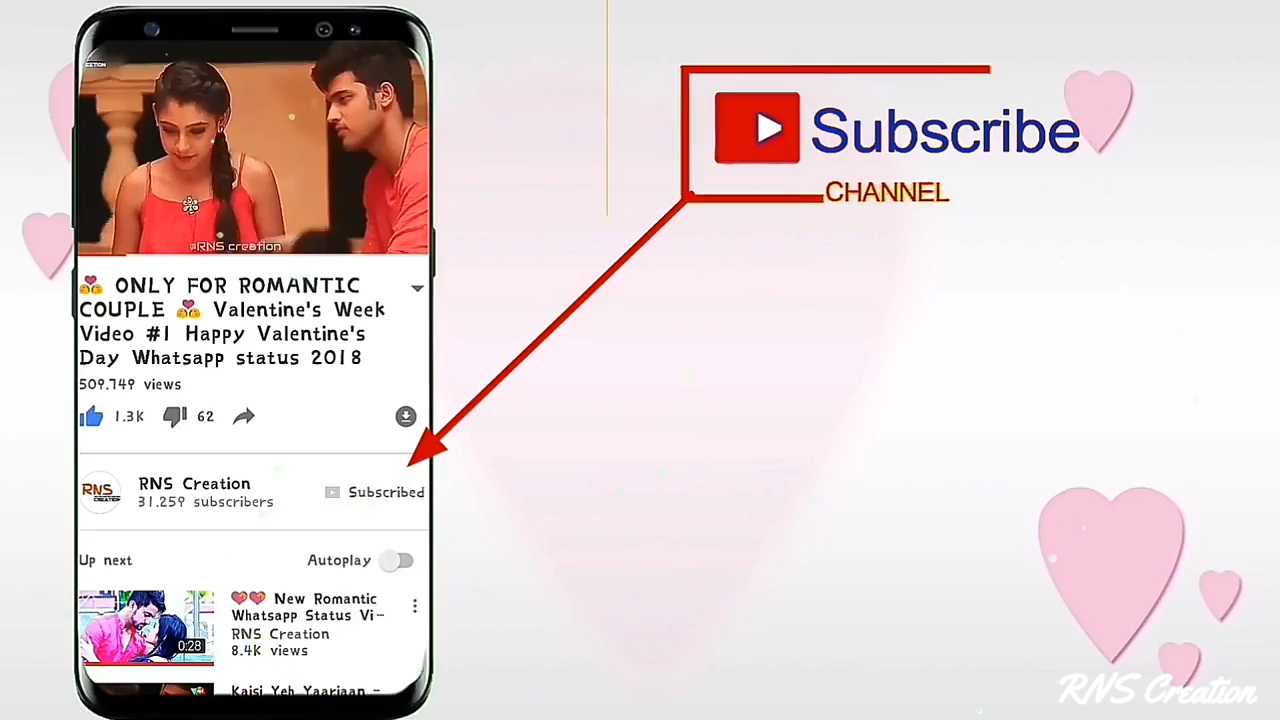 @RNS creation
💑 ONLY FOR ROMANTIC
COUPLE 💑 Valentine's Week
Video #1 Happy Valentine's
Day Whatsapp status 2018
509,749 views
1.3K 62
RNS
CREATION
RNS Creation
31,259 subscribers
Subscribed
Up next
Autoplay
💖💖 New Romantic
Whatsapp Status Vi-
RNS Creation
8.4K views
0:28
Kaisi Yeh Yaariaan -
Subscribe
CHANNEL
RNS Creation